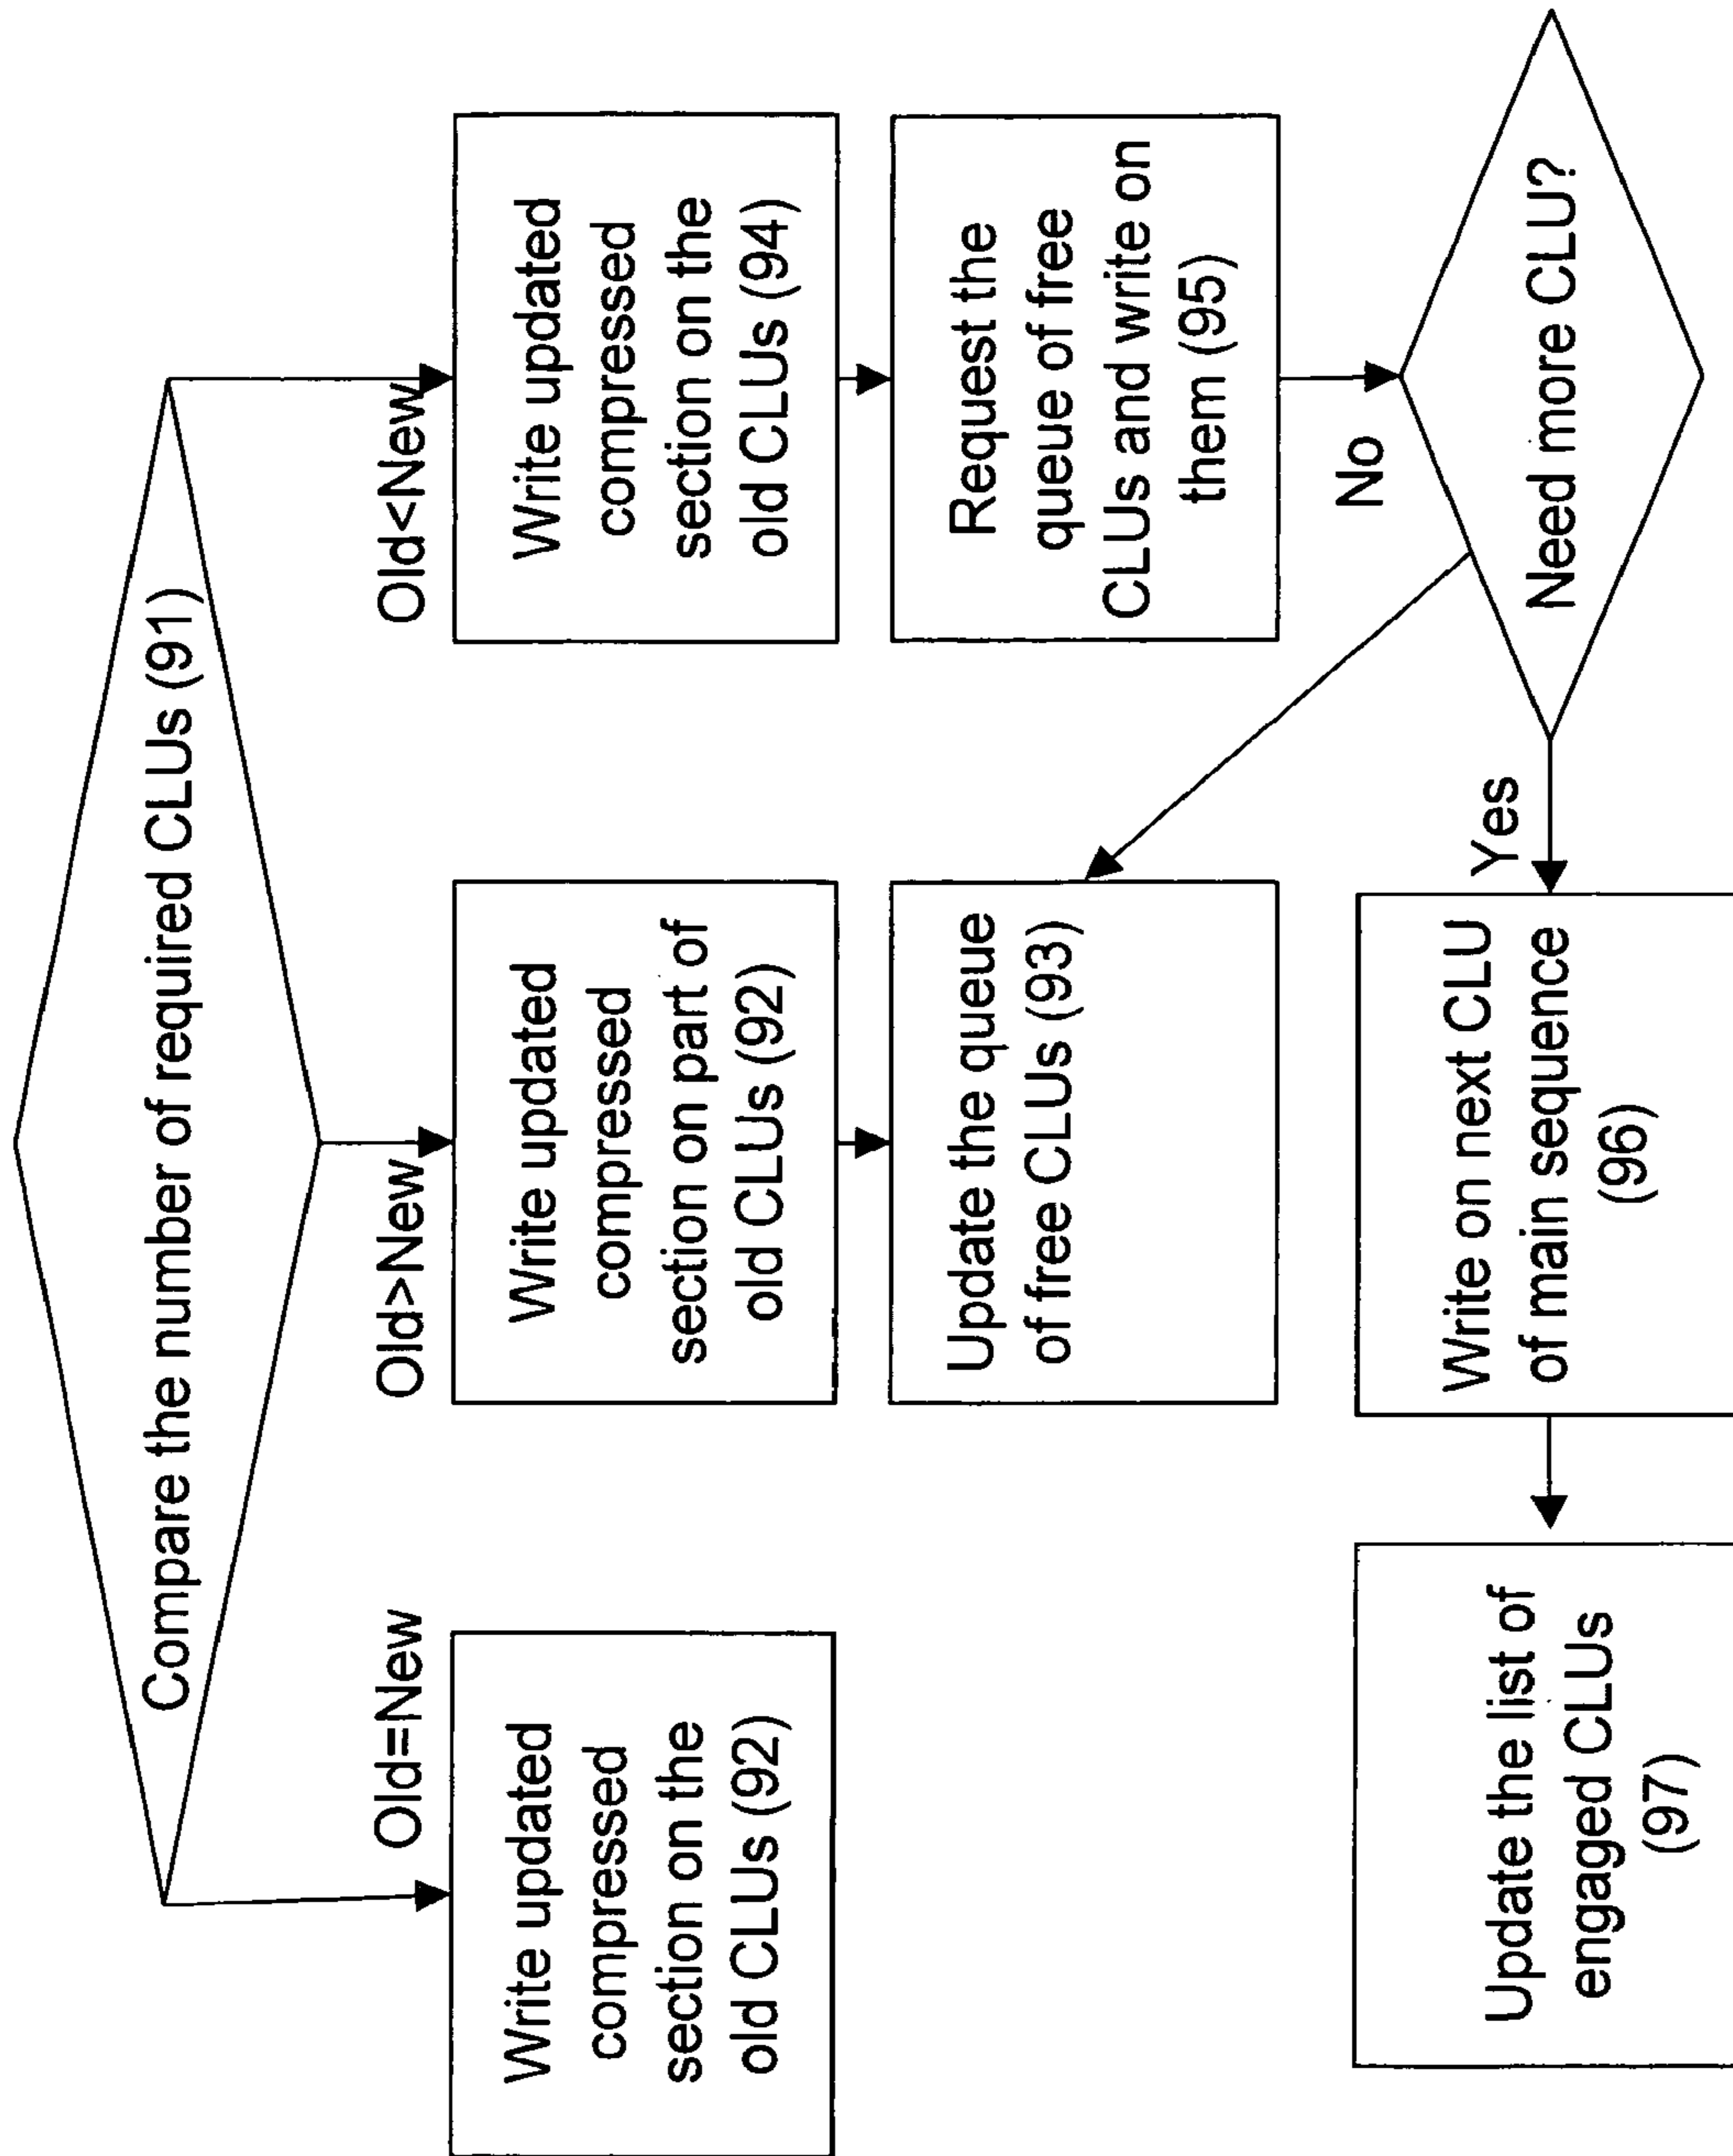 Compare the number of required CLUs (91)
Old=New
Old>New
Old<New
Write updated
compressed
section on the
old CLUs (92)
Write updated
compressed
section on part of
old CLUs (92)
Write updated
compressed
section on the
old CLUs (94)
Update the queue
of free CLUs (93)
Request the
queue of free
CLUs and write on
them (95)
No
Need more CLU?
Yes
Write on next CLU
of main sequence
(96)
Update the list of
engaged CLUs
(97)